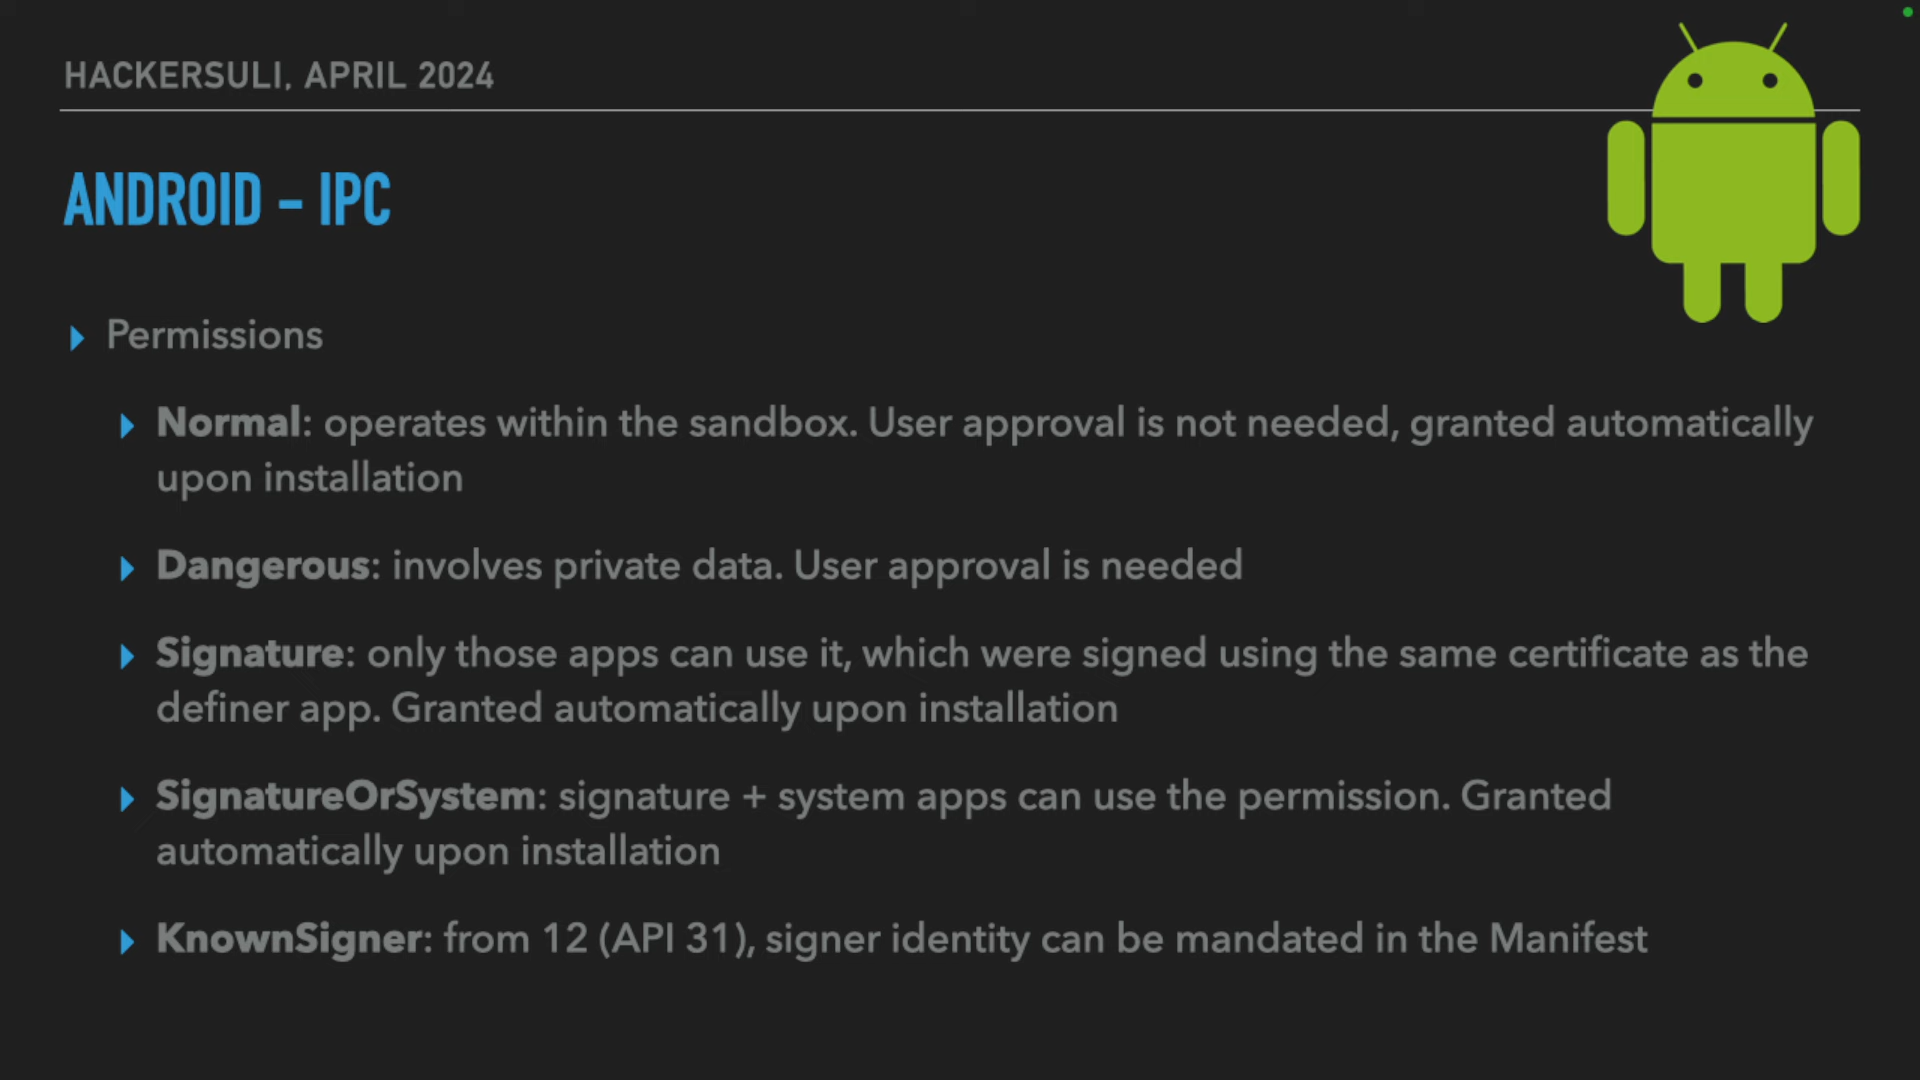 HACKERSULI, APRIL 2024
ANDROID - IPC
Permissions
Normal: operates within the sandbox. User approval is not needed, granted automatically
upon installation
Dangerous: involves private data. User approval is needed
Signature: only those apps can use it, which were signed using the same certificate as the
definer app. Granted automatically upon installation
SignatureOrSystem: signature + system apps can use the permission. Granted
automatically upon installation
KnownSigner: from 12 (API 31), signer identity can be mandated in the Manifest